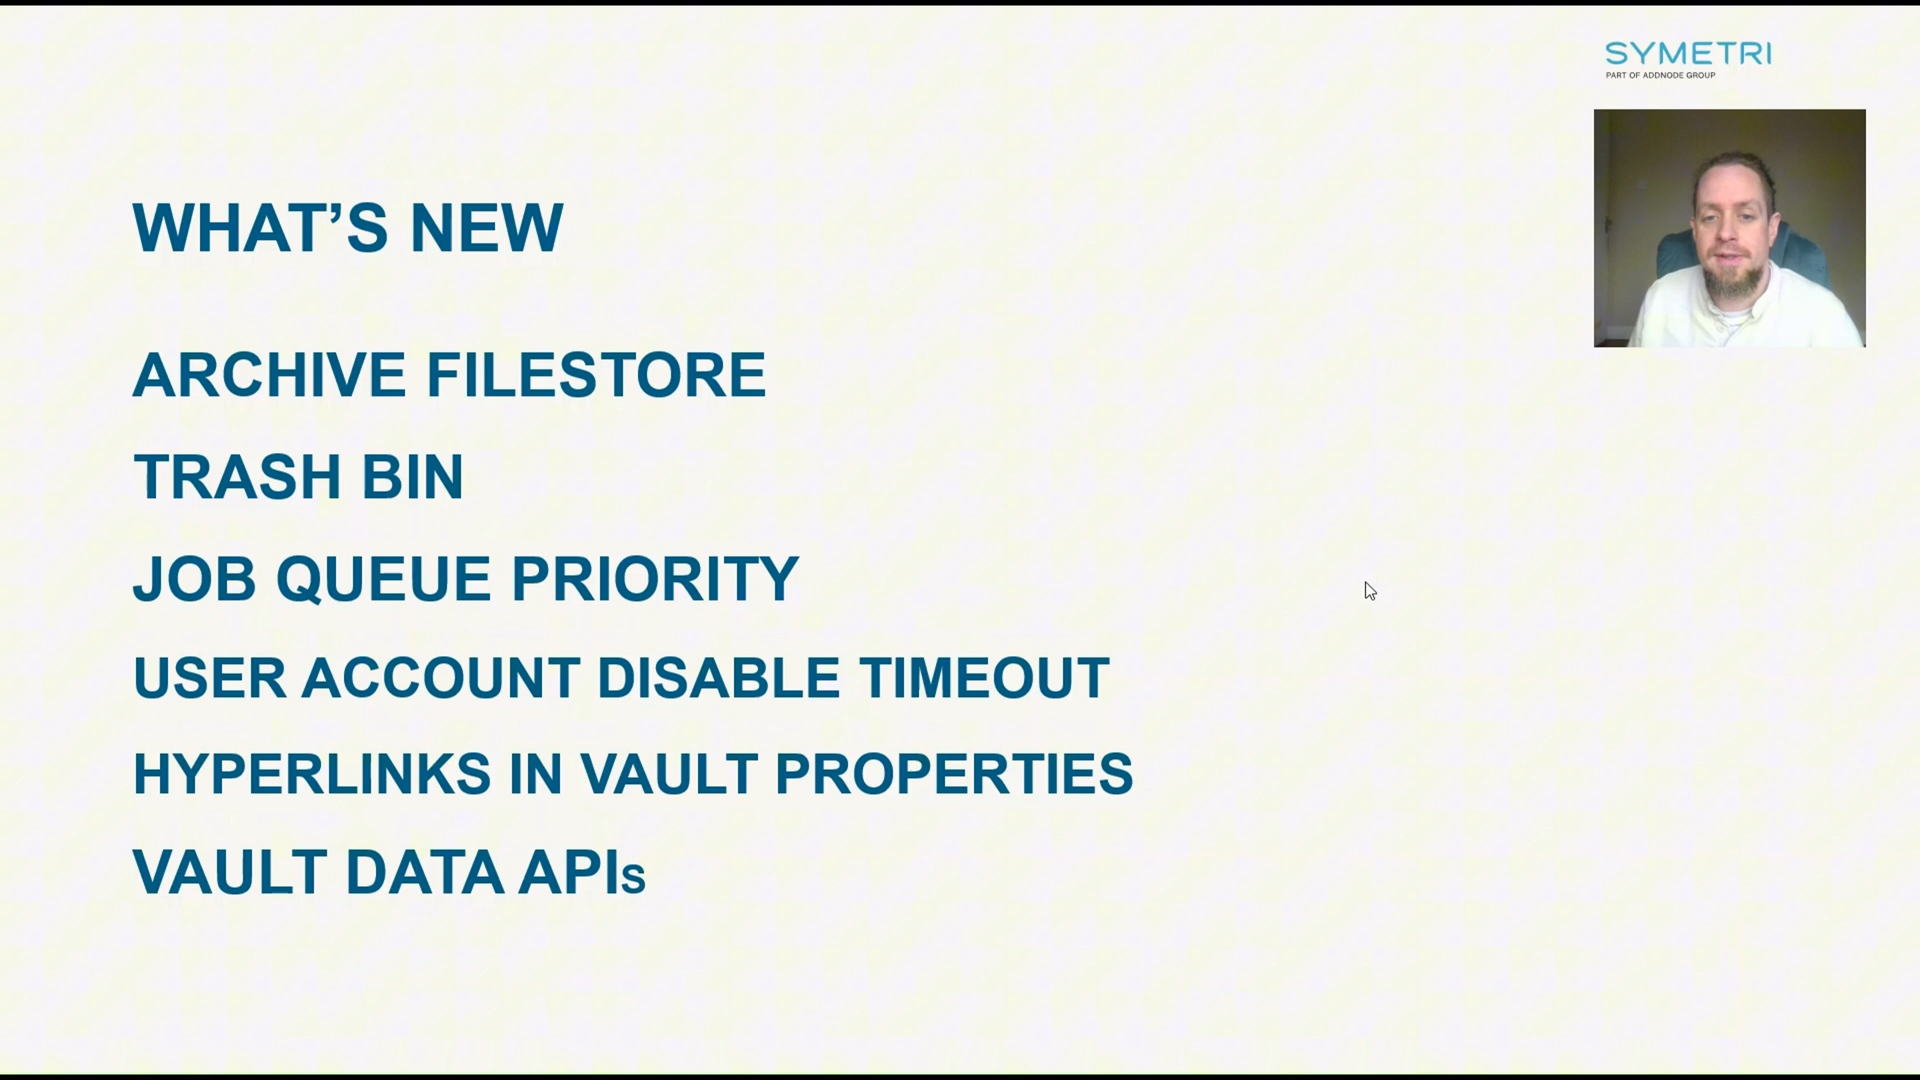 SYMETRI
PART OF ADDNODE GROUP
WHAT’S NEW
ARCHIVE FILESTORE
TRASH BIN
JOB QUEUE PRIORITY
USER ACCOUNT DISABLE TIMEOUT
HYPERLINKS IN VAULT PROPERTIES
VAULT DATA APIs